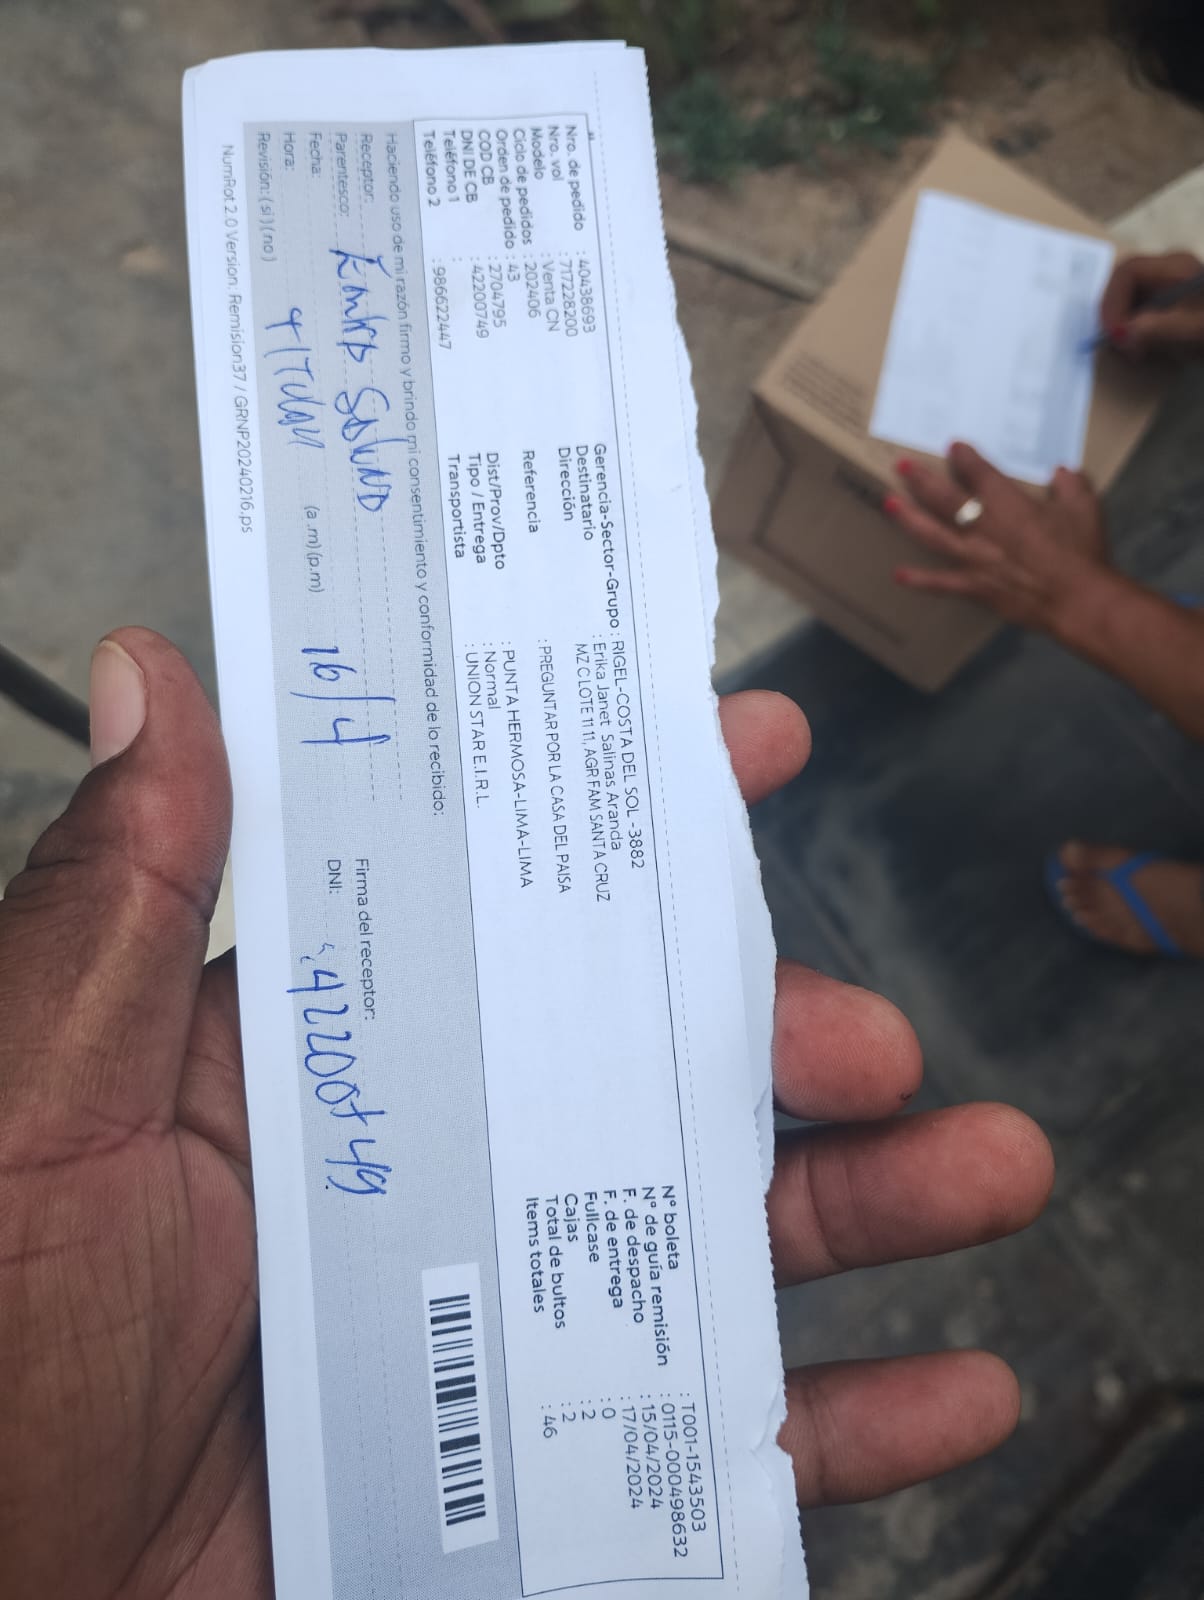 Nro. de pedido : 40438693
Nro. vol : 717228200
Modelo : Venta CN
Ciclo de pedidos : 202406
Orden de pedido : 43
COD CB : 2704795
DNI DE CB : 42200749
Teléfono 1 :
Teléfono 2 : 986622447
Gerencia-Sector-Grupo : RIGEL-COSTA DEL SOL -3882
Destinatario : Erika Janet Salinas Aranda
Dirección MZ C LOTE 11 11, AGR FAM SANTA CRUZ
Referencia : PREGUNTAR POR LA CASA DEL PAISA
Dist/Prov/Dpto : PUNTA HERMOSA-LIMA-LIMA
Tipo / Entrega : Normal
Transportista : UNION STAR E.I.R.L.
N° boleta : T001-1543503
N° de guía remisión : 0115-000498632
F. de despacho : 15/04/2024
F. de entrega : 17/04/2024
Fullcase : 0
Cajas : 2
Total de bultos : 2
Items totales : 46
Haciendo uso de mi razón firmo y brindo mi consentimiento y conformidad de lo recibido:
Receptor:
Parentesco:
Fecha: 16/4
Hora: (a.m) (p.m)
Revisión: (si) (no)
Titular
Firma del receptor:
DNI: 42200749
NumRot 2.0 Version. Remision37 / GRNP20240216.ps